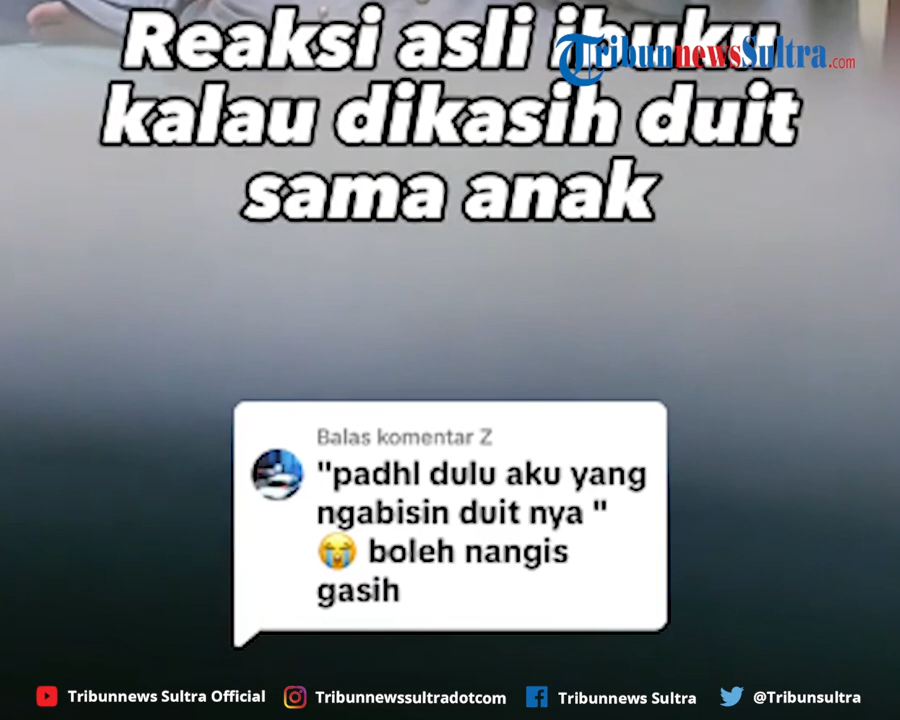 Reaksi asli ibuku
TribunnewsSultra.com
kalau dikasih duit
sama anak
Balas komentar Z
"padhl dulu aku yang
ngabisin duit nya "
😭 boleh nangis
gasih
Tribunnews Sultra Official
Tribunnewssultradotcom
Tribunnews Sultra
@Tribunsultra